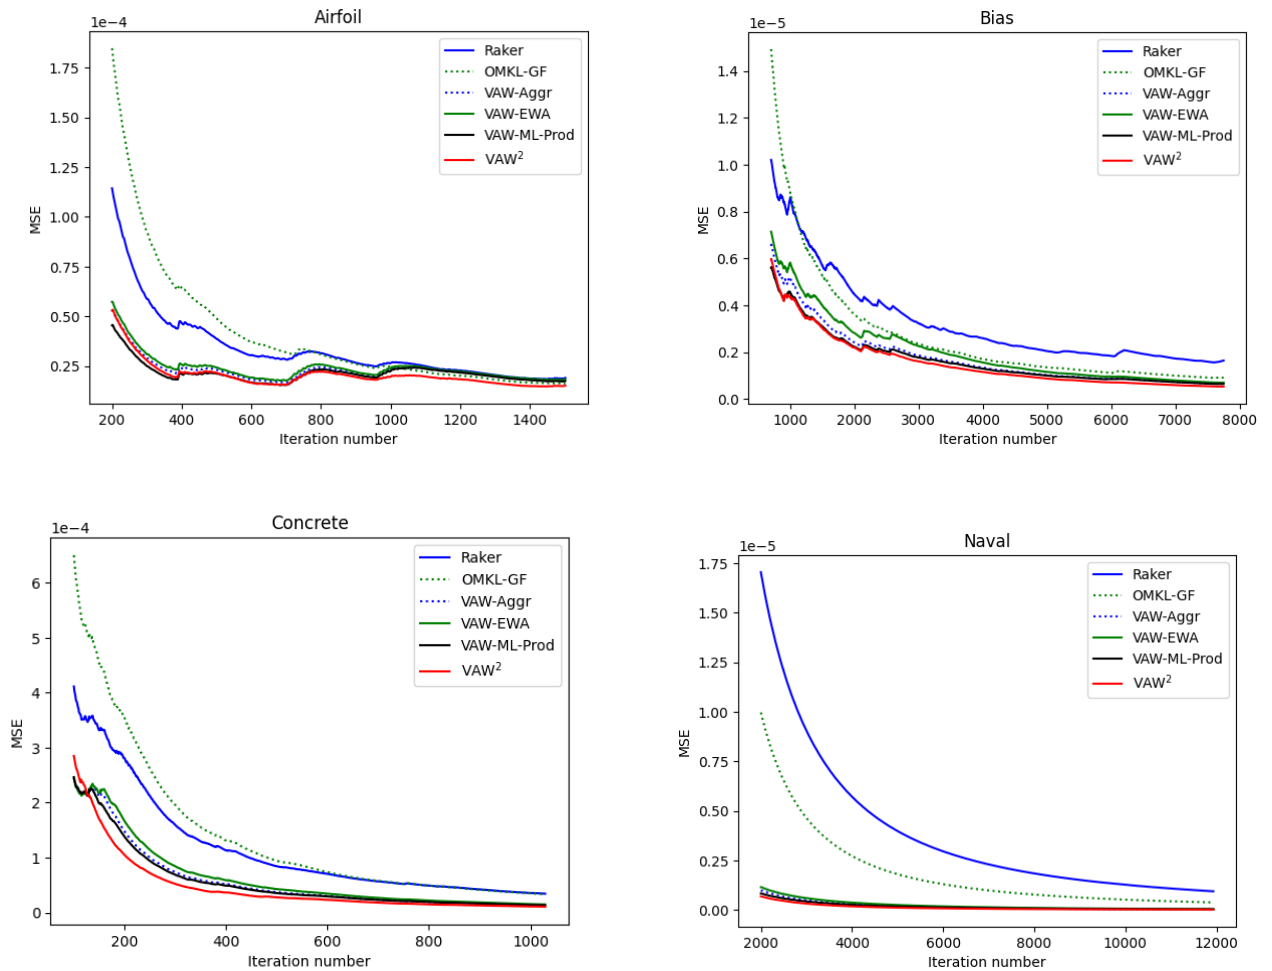 Airfoil
1e−4
1.75
1.50
1.25
1.00
0.75
0.50
0.25
MSE
200 400 600 800 1000 1200 1400
Iteration number
Raker
OMKL-GF
VAW-Aggr
VAW-EWA
VAW-ML-Prod
VAW²
Bias
1e−5
1.4
1.2
1.0
0.8
0.6
0.4
0.2
0.0
MSE
1000 2000 3000 4000 5000 6000 7000 8000
Iteration number
Raker
OMKL-GF
VAW-Aggr
VAW-EWA
VAW-ML-Prod
VAW²
Concrete
1e−4
6
5
4
3
2
1
0
MSE
200 400 600 800 1000
Iteration number
Raker
OMKL-GF
VAW-Aggr
VAW-EWA
VAW-ML-Prod
VAW²
Naval
1e−5
1.75
1.50
1.25
1.00
0.75
0.50
0.25
0.00
MSE
2000 4000 6000 8000 10000 12000
Iteration number
Raker
OMKL-GF
VAW-Aggr
VAW-EWA
VAW-ML-Prod
VAW²